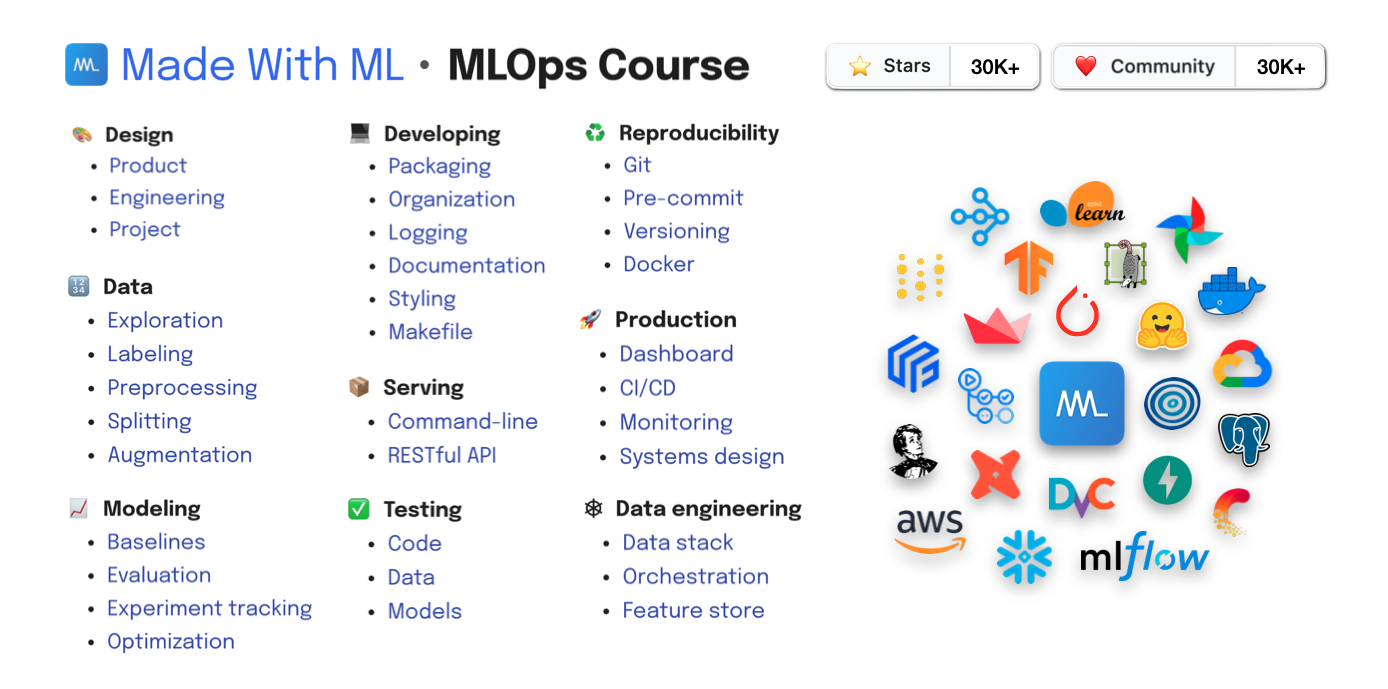 Made With ML · MLOps Course
Stars 30K+
Community 30K+
Design
• Product
• Engineering
• Project
Data
• Exploration
• Labeling
• Preprocessing
• Splitting
• Augmentation
Modeling
• Baselines
• Evaluation
• Experiment tracking
• Optimization
Developing
• Packaging
• Organization
• Logging
• Documentation
• Styling
• Makefile
Serving
• Command-line
• RESTful API
Testing
• Code
• Data
• Models
Reproducibility
• Git
• Pre-commit
• Versioning
• Docker
Production
• Dashboard
• CI/CD
• Monitoring
• Systems design
Data engineering
• Data stack
• Orchestration
• Feature store
scikit
learn
DVC
aws
mlflow